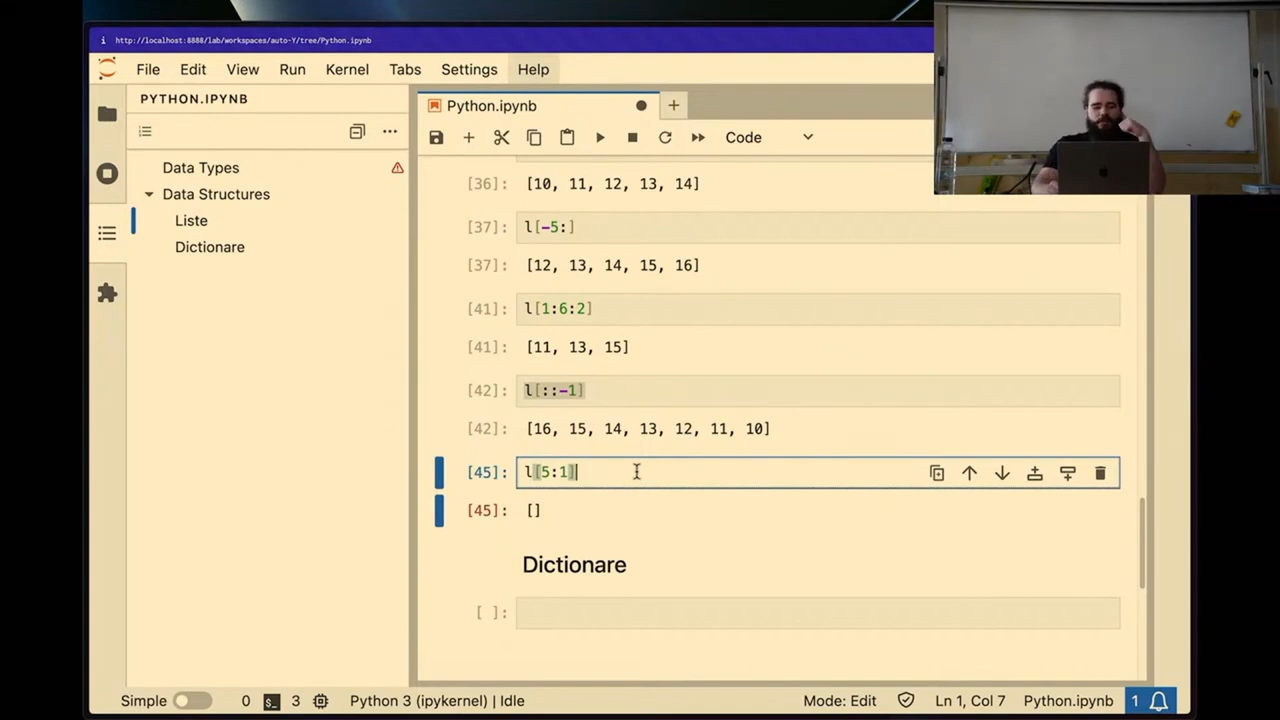 i http://localhost:8888/lab/workspaces/auto-Y/tree/Python.ipynb
File Edit View Run Kernel Tabs Settings Help
PYTHON.IPYNB
Python.ipynb
Code
Data Types
Data Structures
Liste
Dictionare
[36]: [10, 11, 12, 13, 14]
[37]: l[-5:]
[37]: [12, 13, 14, 15, 16]
[41]: l[1:6:2]
[41]: [11, 13, 15]
[42]: l[::-1]
[42]: [16, 15, 14, 13, 12, 11, 10]
[45]: l[5:1]
[45]: []
Dictionare
[ ]:
Simple 0 3 Python 3 (ipykernel) | Idle Mode: Edit Ln 1, Col 7 Python.ipynb 1